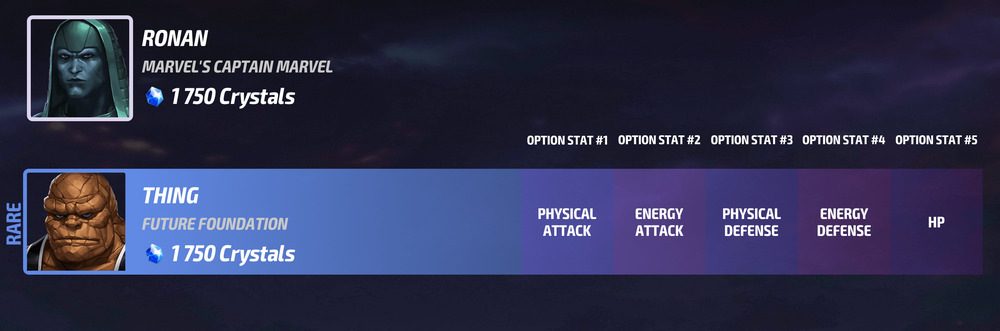 RONAN
MARVEL'S CAPTAIN MARVEL
1 750 Crystals
OPTION STAT #1 OPTION STAT #2 OPTION STAT #3 OPTION STAT #4 OPTION STAT #5
RARE
THING
FUTURE FOUNDATION
1 750 Crystals
PHYSICAL ATTACK
ENERGY ATTACK
PHYSICAL DEFENSE
ENERGY DEFENSE
HP